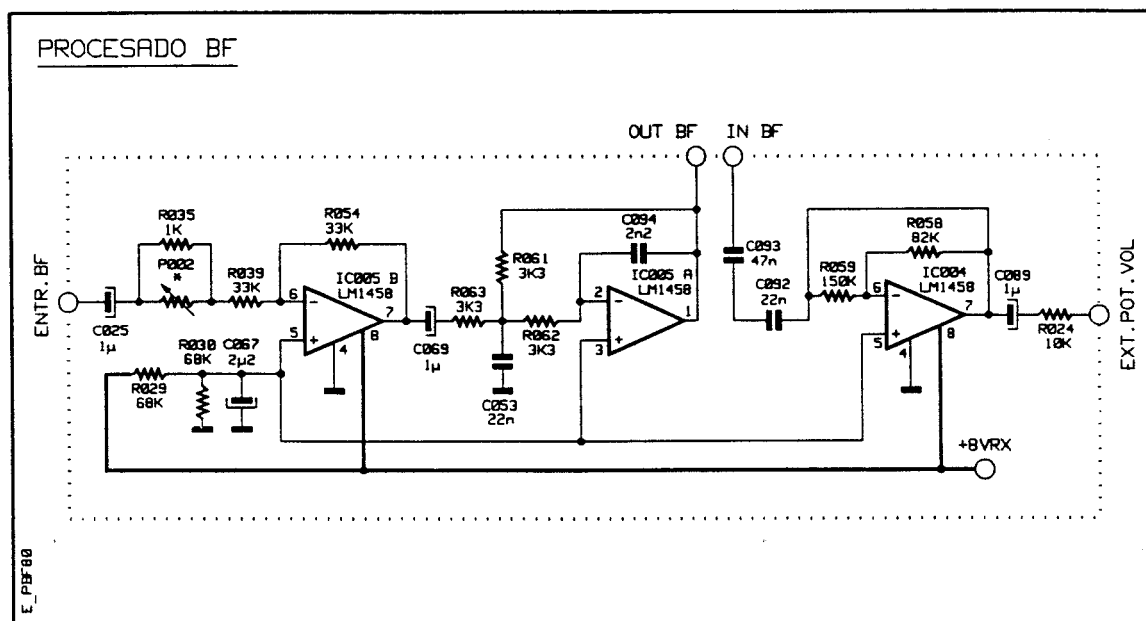 PROCESADO BF
OUT BF
IN BF
R035
1K
P002
*
R039
33K
R054
33K
IC005 B
LM1458
6
5
7
4
8
ENTR.BF
C025
1µ
R030
68K
C067
2µ2
R029
68K
C069
1µ
R063
3K3
R061
3K3
R062
3K3
C053
22n
C094
2n2
IC005 A
LM1458
2
3
1
C093
47n
C092
22n
R059
150K
R058
82K
IC004
LM1458
6
5
7
4
8
C089
1µ
R024
10K
EXT.POT.VOL
+8VRX
E_PBF80